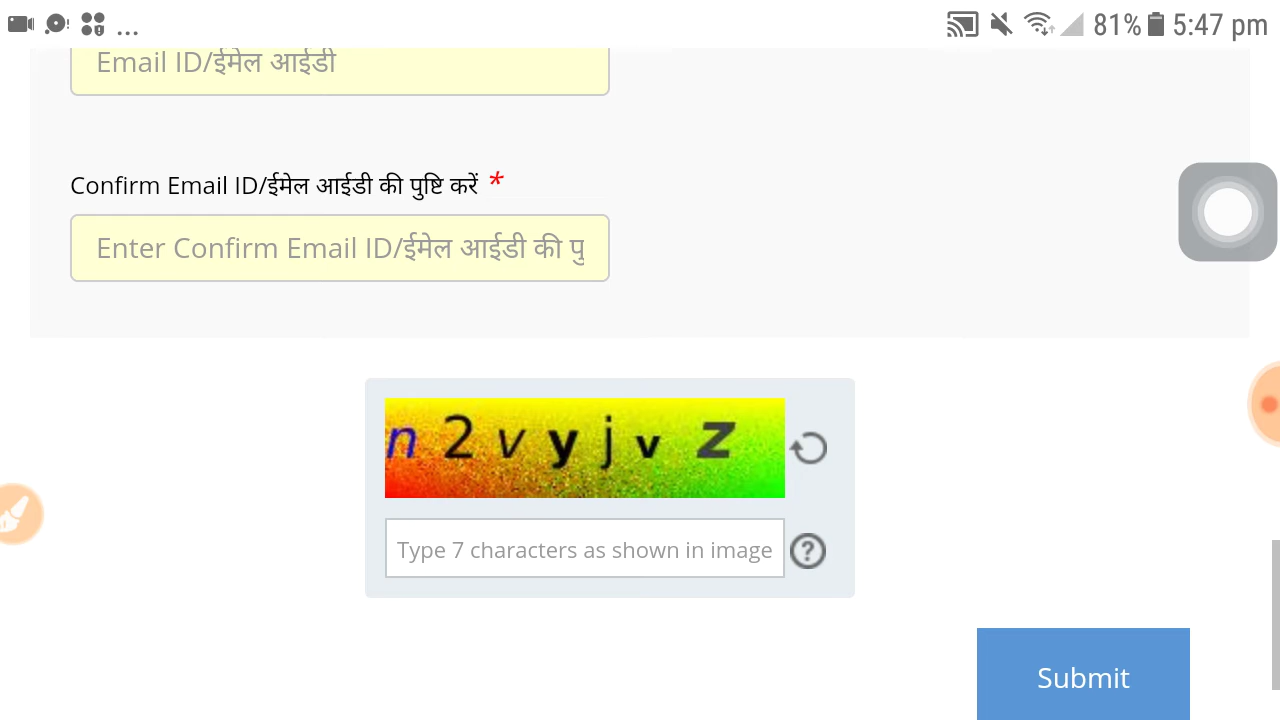 ... 81% 5:47 pm
Email ID/ईमेल आईडी
Confirm Email ID/ईमेल आईडी की पुष्टि करें *
Enter Confirm Email ID/ईमेल आईडी की पु
n 2 v y j v Z
Type 7 characters as shown in image
Submit